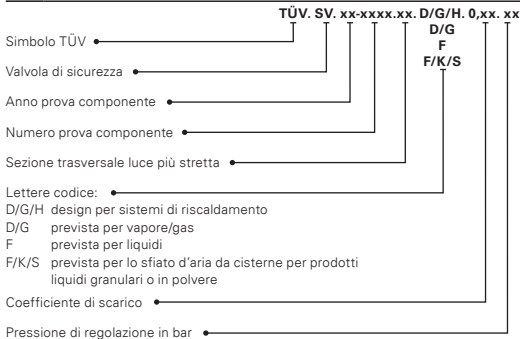 TÜV. SV. xx-xxxx.xx. D/G/H. 0,xx. xx
D/G
F
F/K/S
Simbolo TÜV
Valvola di sicurezza
Anno prova componente
Numero prova componente
Sezione trasversale luce più stretta
Lettere codice:
D/G/H design per sistemi di riscaldamento
D/G prevista per vapore/gas
F prevista per liquidi
F/K/S prevista per lo sfiato d'aria da cisterne per prodotti
liquidi granulari o in polvere
Coefficiente di scarico
Pressione di regolazione in bar